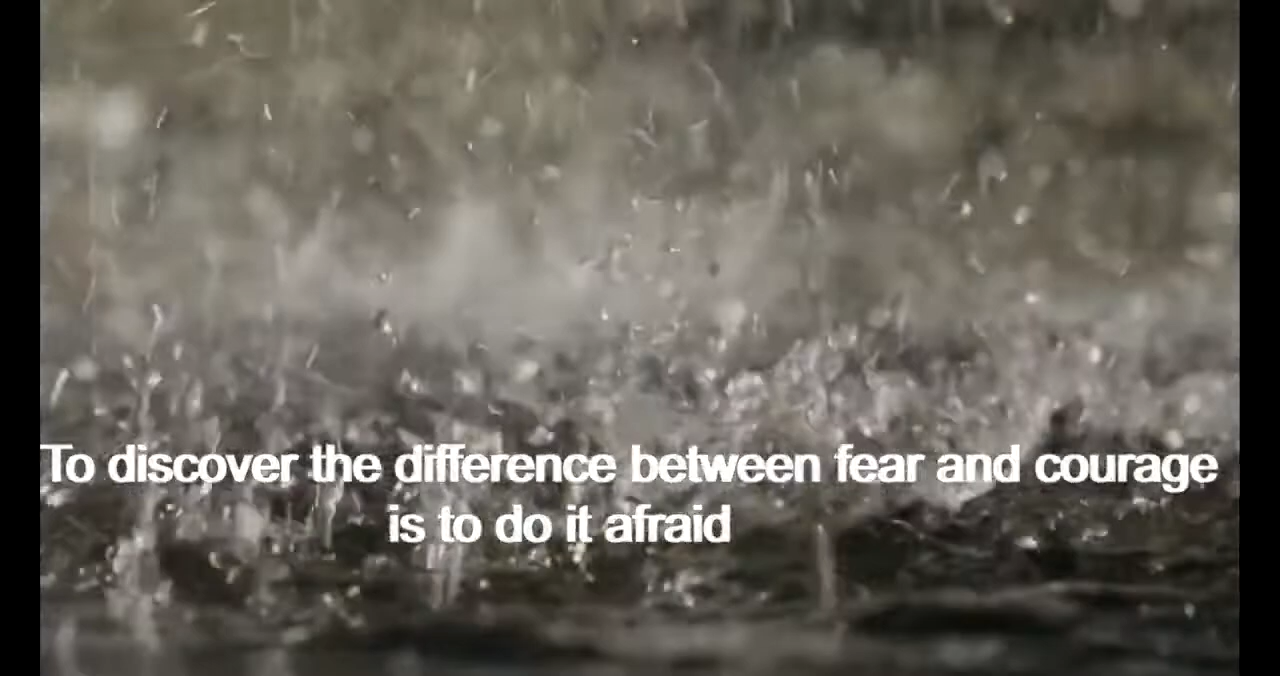 To discover the difference between fear and courage
is to do it afraid